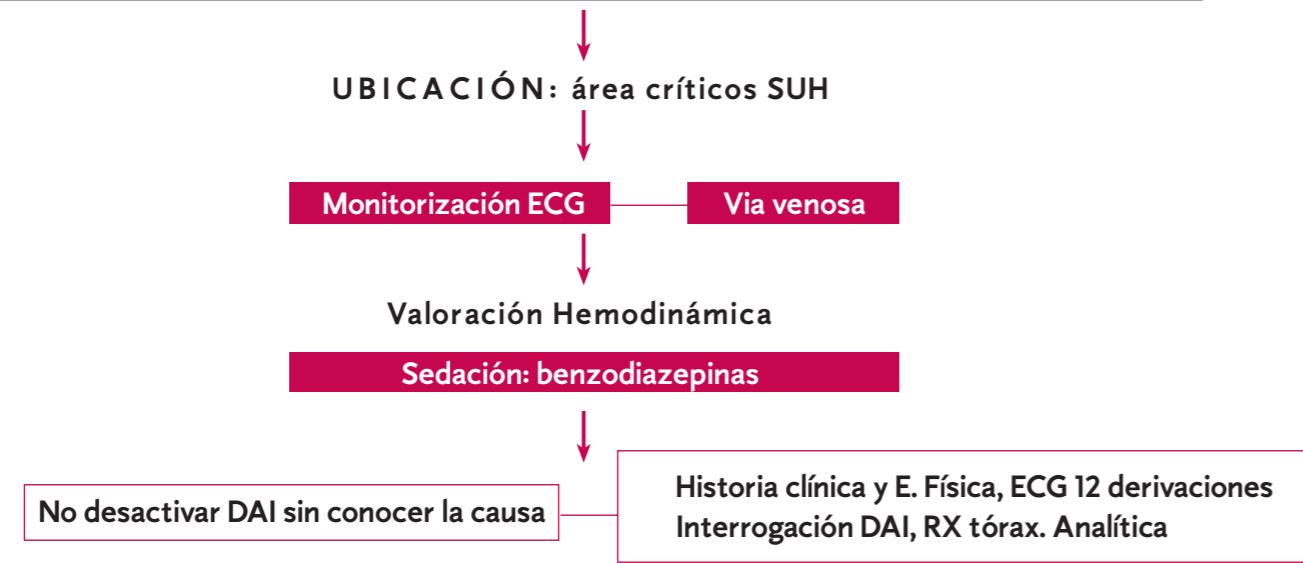 UBICACIÓN: área críticos SUH
Monitorización ECG
Via venosa
Valoración Hemodinámica
Sedación: benzodiazepinas
No desactivar DAI sin conocer la causa
Historia clínica y E. Física, ECG 12 derivaciones
Interrogación DAI, RX tórax. Analítica